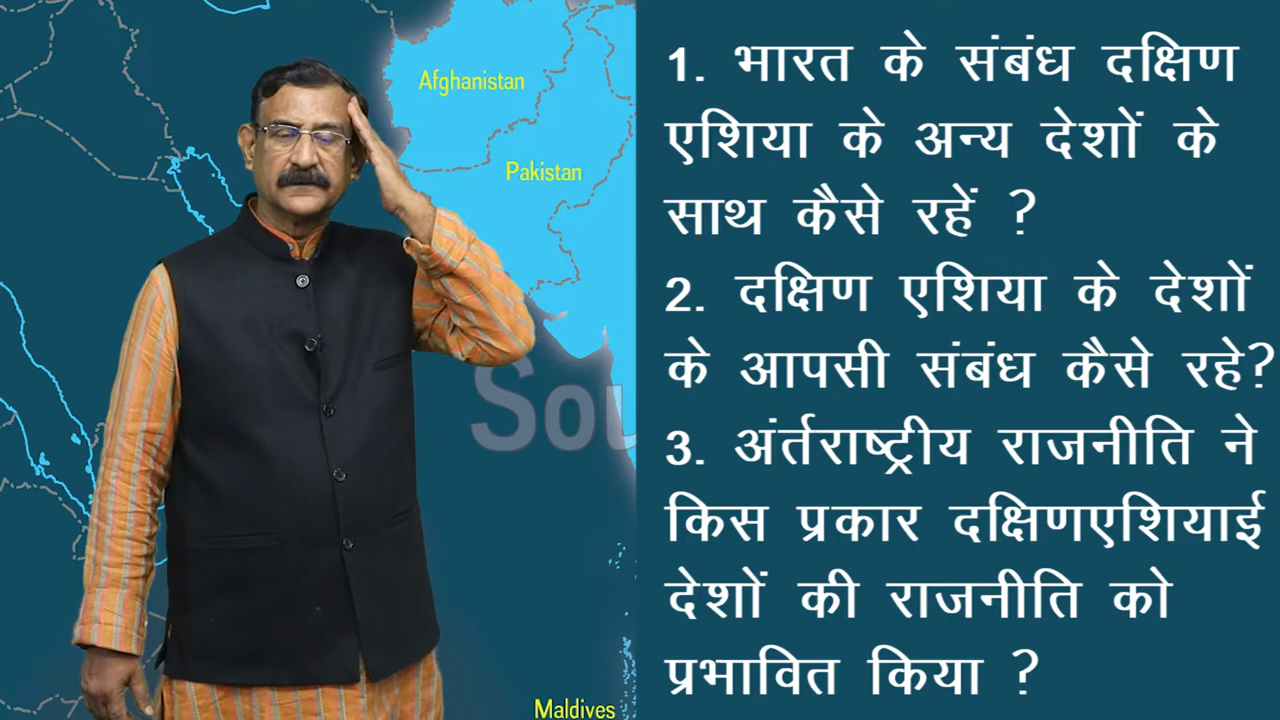 Afghanistan
Pakistan
Sou
Maldives
1. भारत के संबंध दक्षिण
एशिया के अन्य देशों के
साथ कैसे रहें ?
2. दक्षिण एशिया के देशों
के आपसी संबंध कैसे रहे?
3. अंर्तराष्ट्रीय राजनीति ने
किस प्रकार दक्षिणएशियाई
देशों की राजनीति को
प्रभावित किया ?